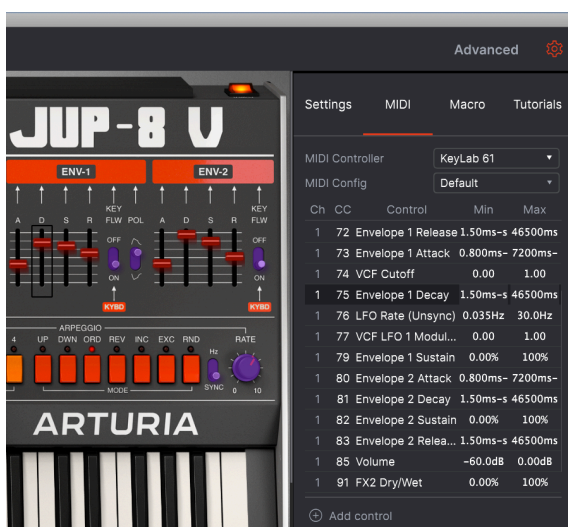 Advanced
Settings MIDI Macro Tutorials
MIDI Controller KeyLab 61
MIDI Config Default
Ch CC Control Min Max
1 72 Envelope 1 Release 1.50ms-s 46500ms
1 73 Envelope 1 Attack 0.800ms- 7200ms-
1 74 VCF Cutoff 0.00 1.00
1 75 Envelope 1 Decay 1.50ms-s 46500ms
1 76 LFO Rate (Unsync) 0.035Hz 30.0Hz
1 77 VCF LFO 1 Modul... 0.00 1.00
1 79 Envelope 1 Sustain 0.00% 100%
1 80 Envelope 2 Attack 0.800ms- 7200ms-
1 81 Envelope 2 Decay 1.50ms-s 46500ms
1 82 Envelope 2 Sustain 0.00% 100%
1 83 Envelope 2 Relea... 1.50ms-s 46500ms
1 85 Volume -60.0dB 0.00dB
1 91 FX2 Dry/Wet 0.00% 100%
Add control
JUP-8 V
ENV-1 ENV-2
KEY KEY
A D S R FLW POL A D S R FLW
OFF OFF
ON ON
KYBD KYBD
ARPEGGIO
4 UP DWN ORD REV INC EXC RND RATE
Hz
SYNC 0 10
MODE
ARTURIA